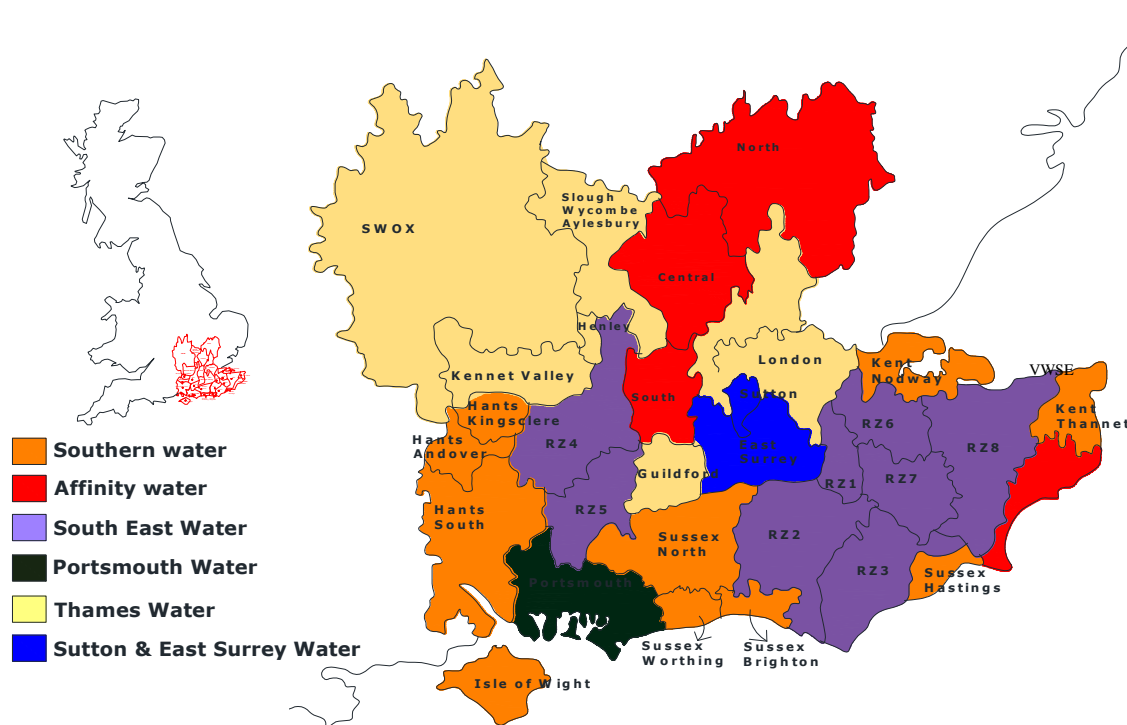 North
Slough
Wycombe
Aylesbury
SWOX
Central
Henley
London
Kent
Nodway
VWSE
Kennet Valley
South
Sutton
Hants
Kingsclere
Kent
Thannet
RZ6
Hants
Andover
RZ4
East
Surrey
RZ8
Guildford
RZ1
RZ7
Hants
South
RZ5
Sussex
North
RZ2
Portsmouth
RZ3
Sussex
Hastings
Sussex
Worthing
Sussex
Brighton
Isle of Wight
Southern water
Affinity water
South East Water
Portsmouth Water
Thames Water
Sutton & East Surrey Water